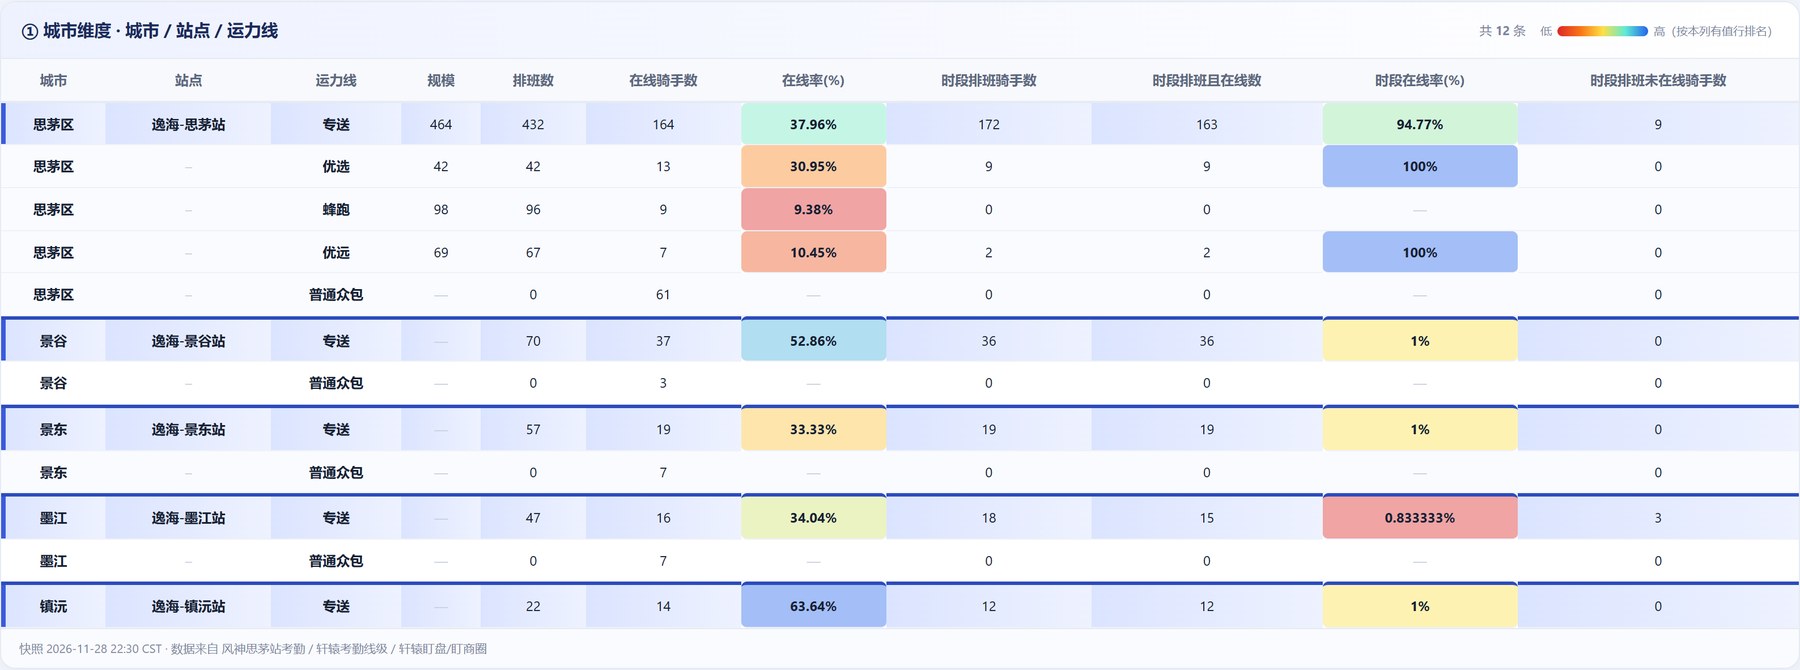 ① 城市维度 · 城市 / 站点 / 运力线
共 12 条 低 高 (按本列有值行排名)
城市 站点 运力线 规模 排班数 在线骑手数 在线率(%) 时段排班骑手数 时段排班且在线数 时段在线率(%) 时段排班未在线骑手数
思茅区 逸海-思茅站 专送 464 432 164 37.96% 172 163 94.77% 9
思茅区 – 优选 42 42 13 30.95% 9 9 100% 0
思茅区 – 蜂跑 98 96 9 9.38% 0 0 — 0
思茅区 – 优远 69 67 7 10.45% 2 2 100% 0
思茅区 – 普通众包 — 0 61 — 0 0 — 0
景谷 逸海-景谷站 专送 — 70 37 52.86% 36 36 1% 0
景谷 – 普通众包 — 0 3 — 0 0 — 0
景东 逸海-景东站 专送 — 57 19 33.33% 19 19 1% 0
景东 – 普通众包 — 0 7 — 0 0 — 0
墨江 逸海-墨江站 专送 — 47 16 34.04% 18 15 0.833333% 3
墨江 – 普通众包 — 0 7 — 0 0 — 0
镇沅 逸海-镇沅站 专送 — 22 14 63.64% 12 12 1% 0
快照 2026-11-28 22:30 CST · 数据来自 风神思茅站考勤 / 轩辕考勤线级 / 轩辕盯盘/盯商圈